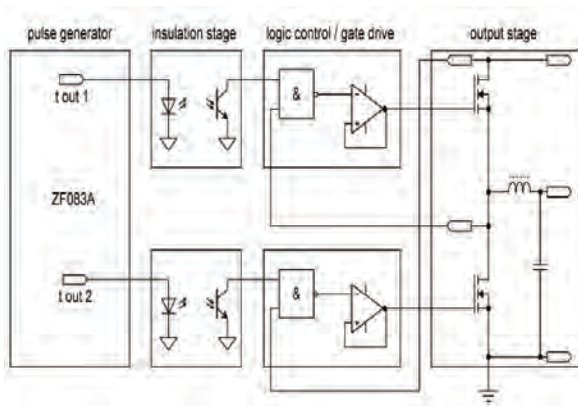 pulse generator
insulation stage
logic control / gate drive
output stage
t out 1
&
ZF083A
t out 2
&